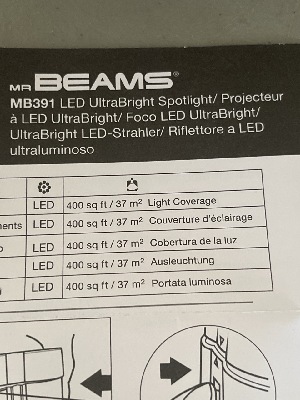 MR BEAMS®
MB391 LED UltraBright Spotlight/ Projecteur
à LED UltraBright/ Foco LED UltraBright/
UltraBright LED-Strahler/ Riflettore a LED
ultraluminoso
LED 400 sq ft / 37 m² Light Coverage
LED 400 sq ft / 37 m² Couverture d'éclairage
LED 400 sq ft / 37 m² Cobertura de la luz
LED 400 sq ft / 37 m² Ausleuchtung
LED 400 sq ft / 37 m² Portata luminosa